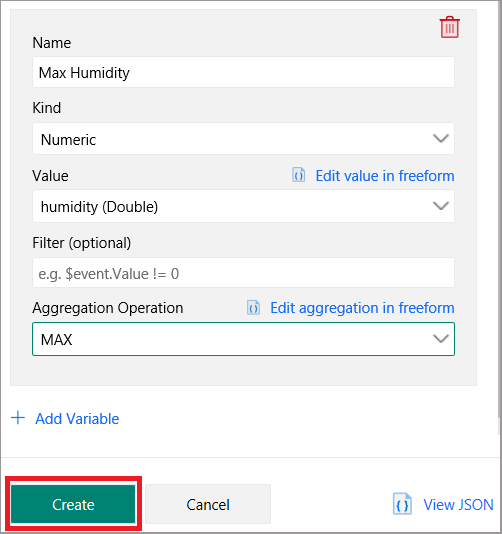 Name
Max Humidity
Kind
Numeric
Value
Edit value in freeform
humidity (Double)
Filter (optional)
e.g. $event.Value != 0
Aggregation Operation
Edit aggregation in freeform
MAX
Add Variable
Create
Cancel
View JSON